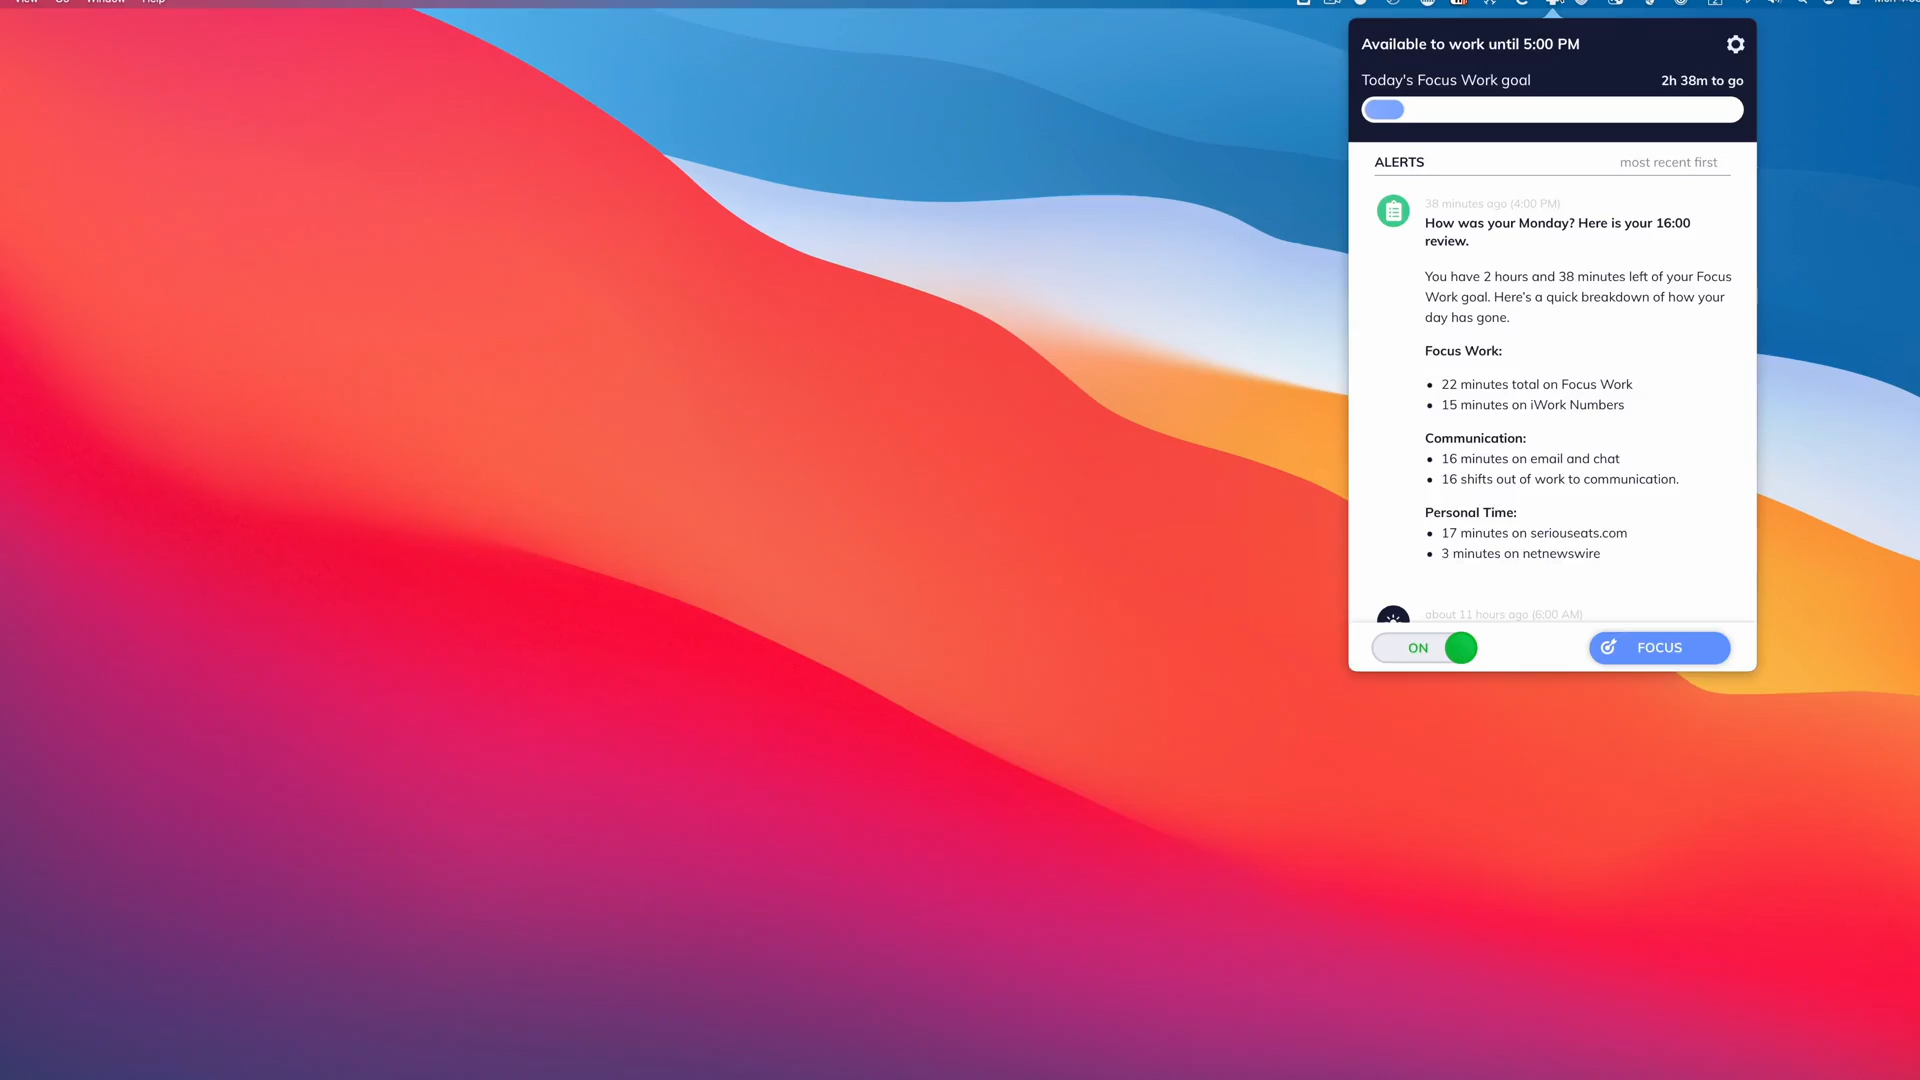 View Go Window Help
Available to work until 5:00 PM
Today's Focus Work goal 2h 38m to go
ALERTS most recent first
38 minutes ago (4:00 PM)
How was your Monday? Here is your 16:00
review.
You have 2 hours and 38 minutes left of your Focus
Work goal. Here's a quick breakdown of how your
day has gone.
Focus Work:
• 22 minutes total on Focus Work
• 15 minutes on iWork Numbers
Communication:
• 16 minutes on email and chat
• 16 shifts out of work to communication.
Personal Time:
• 17 minutes on seriouseats.com
• 3 minutes on netnewswire
about 11 hours ago (6:00 AM)
ON FOCUS